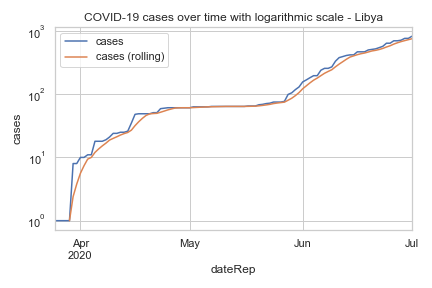 COVID-19 cases over time with logarithmic scale - Libya
cases
cases (rolling)
10³
10²
10¹
10⁰
cases
Apr
2020
May
Jun
Jul
dateRep